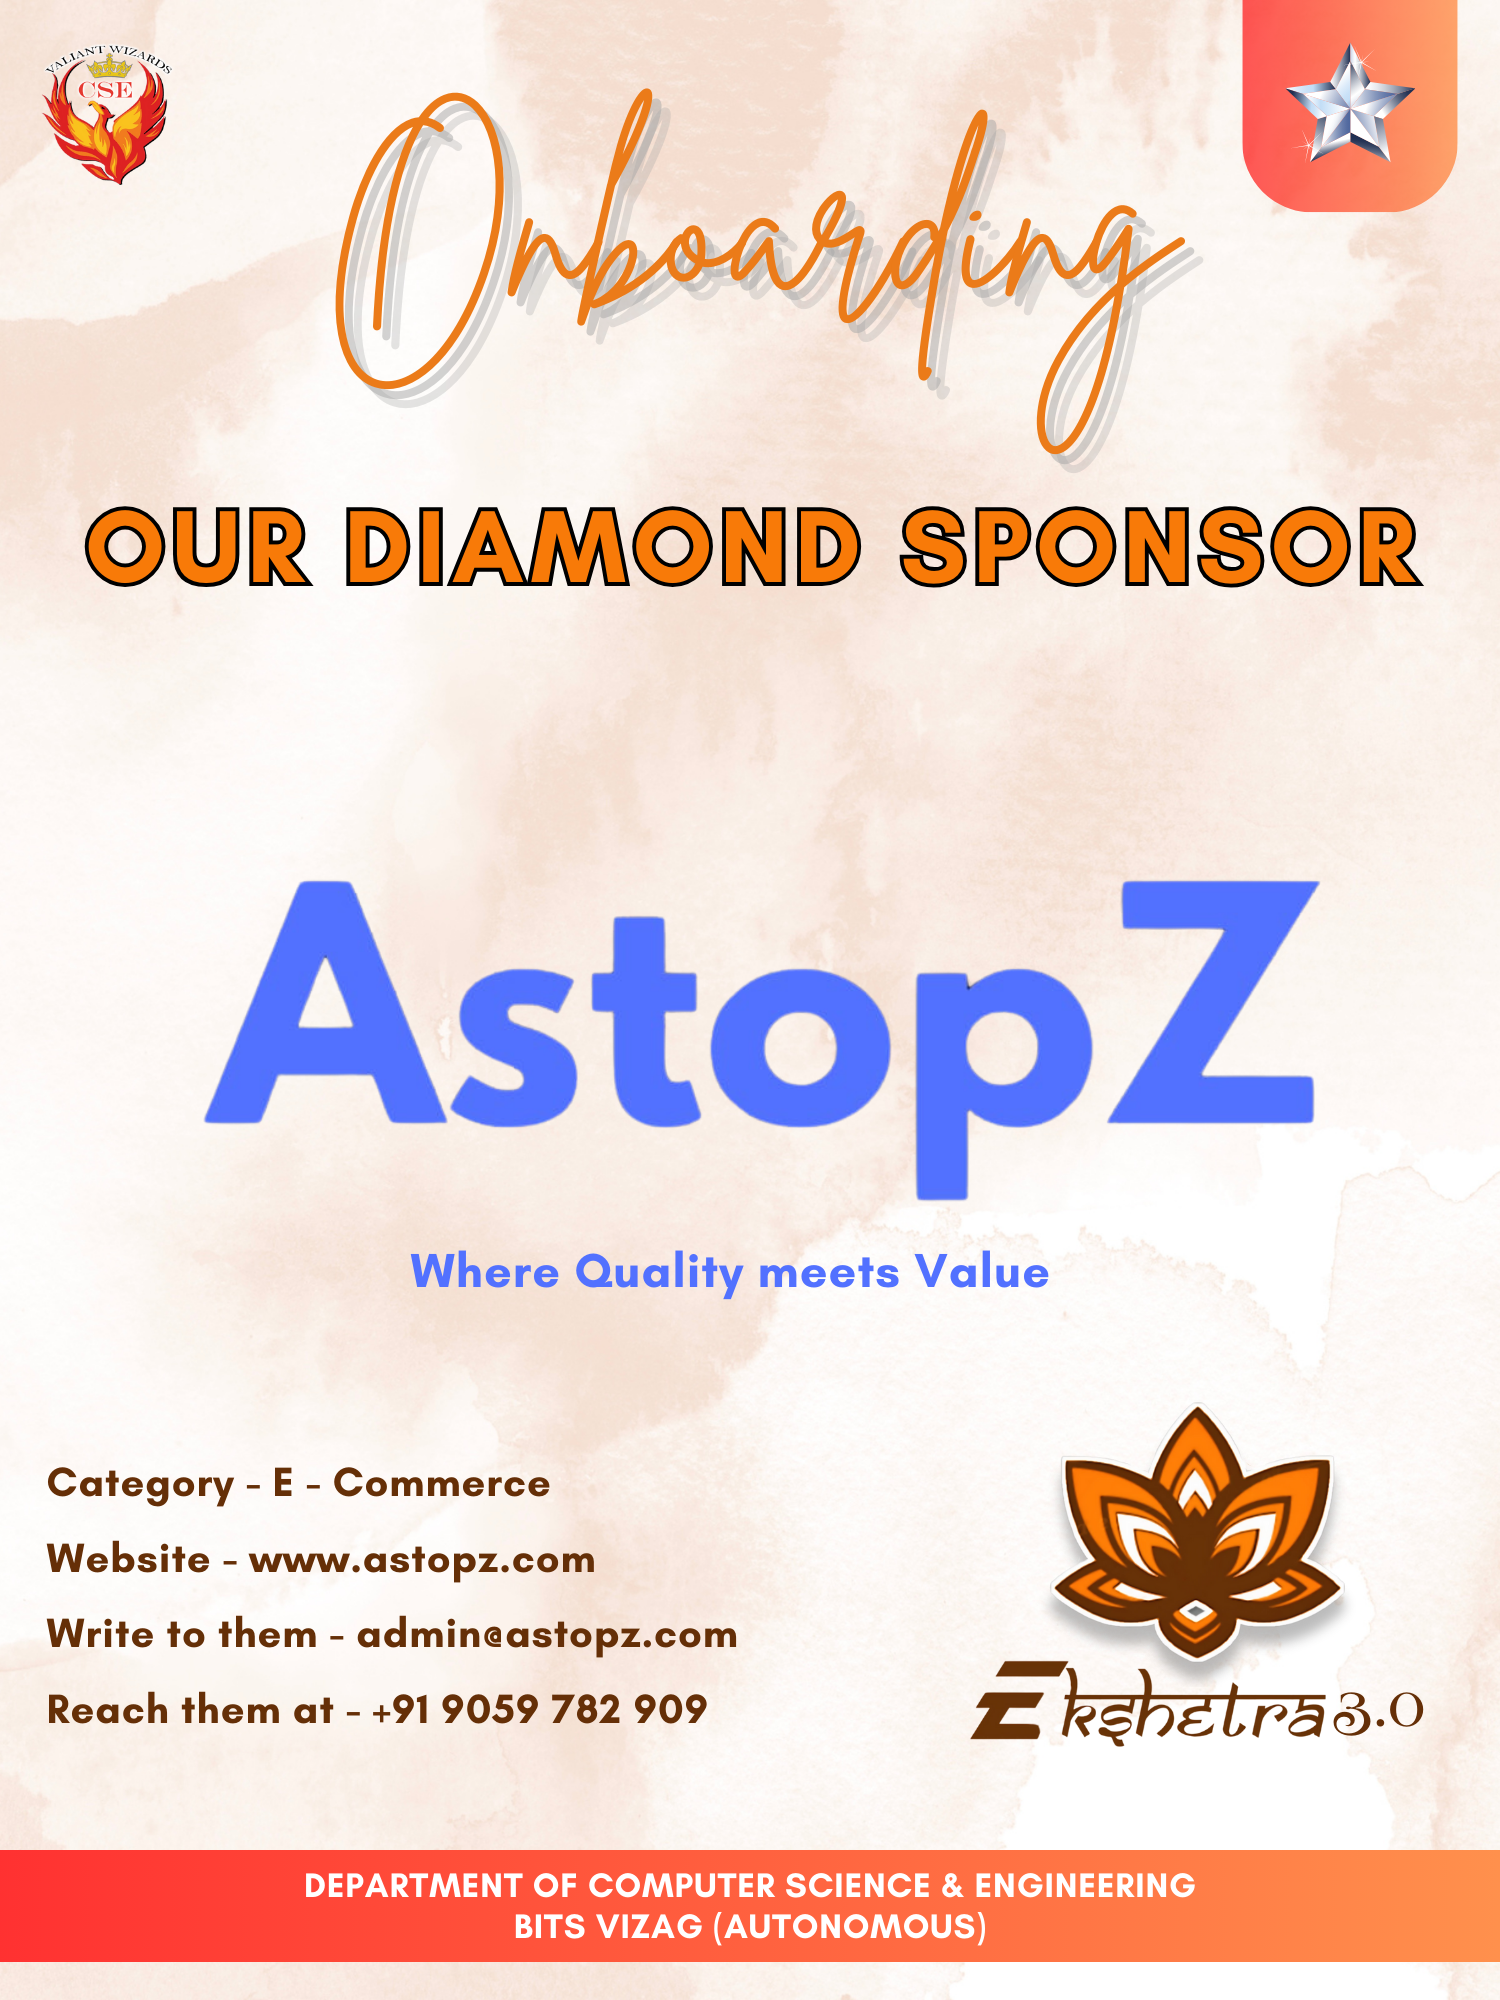 VALIANT WIZARDS
CSE
Onboarding
OUR DIAMOND SPONSOR
AstopZ
Where Quality meets Value
Category - E - Commerce
Website - www.astopz.com
Write to them - admin@astopz.com
Reach them at - +91 9059 782 909
Ekshetra 3.0
DEPARTMENT OF COMPUTER SCIENCE & ENGINEERING
BITS VIZAG (AUTONOMOUS)